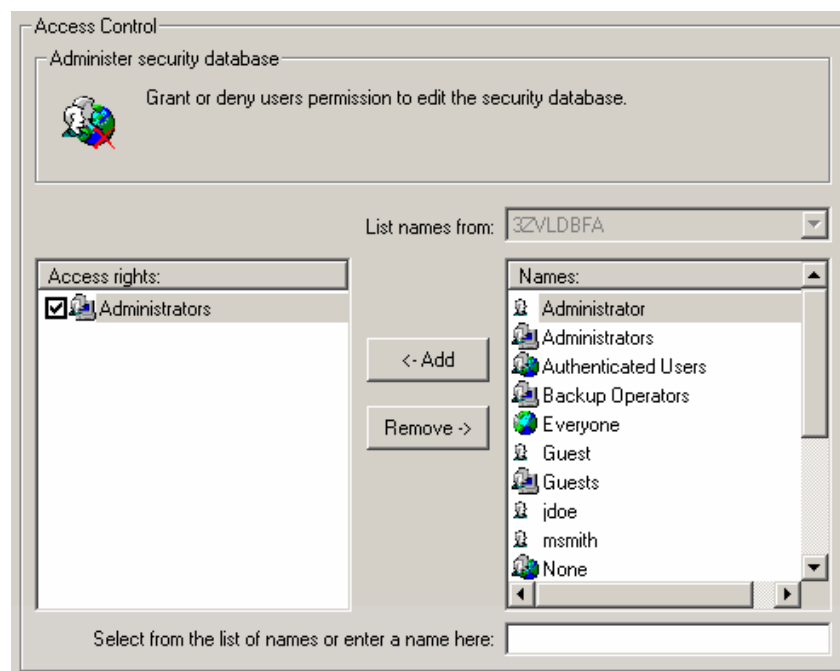 Access Control
Administer security database
Grant or deny users permission to edit the security database.
List names from: 3ZVLDBFA
Access rights:
Administrators
<- Add
Remove ->
Names:
Administrator
Administrators
Authenticated Users
Backup Operators
Everyone
Guest
Guests
jdoe
msmith
None
Select from the list of names or enter a name here: